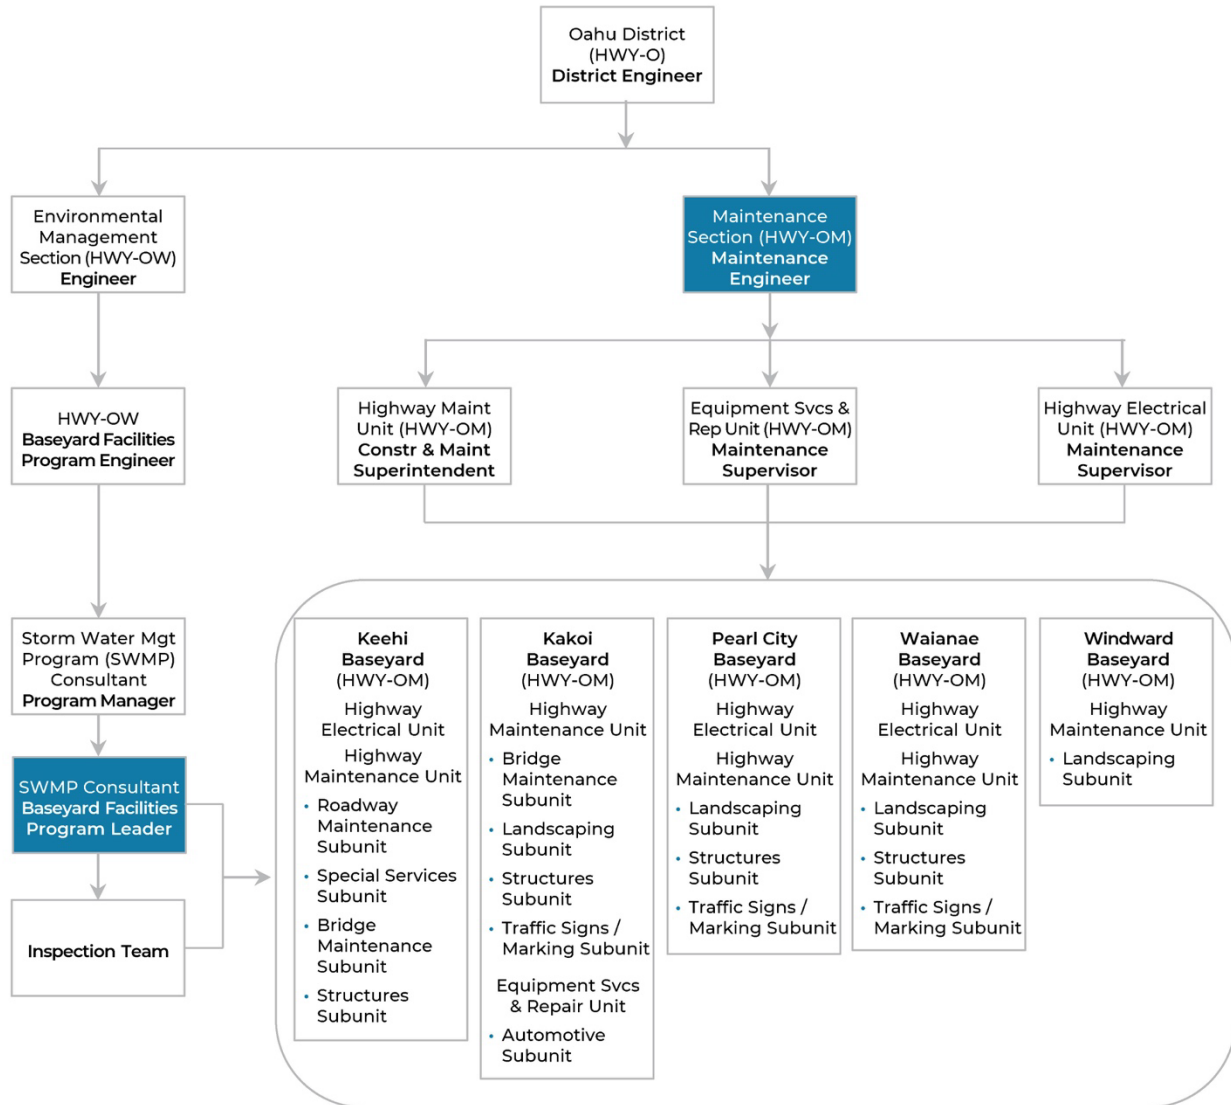 Oahu District
(HWY-O)
District Engineer
Environmental
Management
Section (HWY-OW)
Engineer
Maintenance
Section (HWY-OM)
Maintenance
Engineer
HWY-OW
Baseyard Facilities
Program Engineer
Highway Maint
Unit (HWY-OM)
Constr & Maint
Superintendent
Equipment Svcs &
Rep Unit (HWY-OM)
Maintenance
Supervisor
Highway Electrical
Unit (HWY-OM)
Maintenance
Supervisor
Storm Water Mgt
Program (SWMP)
Consultant
Program Manager
SWMP Consultant
Baseyard Facilities
Program Leader
Inspection Team
Keehi
Baseyard
(HWY-OM)
Highway
Electrical Unit
Highway
Maintenance Unit
• Roadway
Maintenance
Subunit
• Special Services
Subunit
• Bridge
Maintenance
Subunit
• Structures
Subunit
Kakoi
Baseyard
(HWY-OM)
Highway
Maintenance Unit
• Bridge
Maintenance
Subunit
• Landscaping
Subunit
• Structures
Subunit
• Traffic Signs /
Marking Subunit
Equipment Svcs
& Repair Unit
• Automotive
Subunit
Pearl City
Baseyard
(HWY-OM)
Highway
Electrical Unit
Highway
Maintenance Unit
• Landscaping
Subunit
• Structures
Subunit
• Traffic Signs /
Marking Subunit
Waianae
Baseyard
(HWY-OM)
Highway
Electrical Unit
Highway
Maintenance Unit
• Landscaping
Subunit
• Structures
Subunit
• Traffic Signs /
Marking Subunit
Windward
Baseyard
(HWY-OM)
Highway
Maintenance Unit
• Landscaping
Subunit